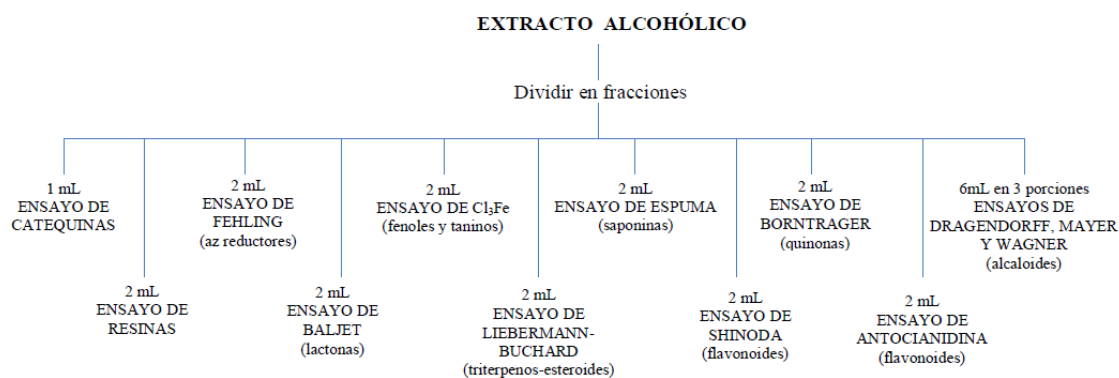 EXTRACTO ALCOHÓLICO
Dividir en fracciones
1 mL
ENSAYO DE
CATEQUINAS
2 mL
ENSAYO DE
RESINAS
2 mL
ENSAYO DE
FEHLING
(az reductores)
2 mL
ENSAYO DE
BALJET
(lactonas)
2 mL
ENSAYO DE Cl₃Fe
(fenoles y taninos)
2 mL
ENSAYO DE
LIEBERMANN-
BUCHARD
(triterpenos-esteroides)
2 mL
ENSAYO DE ESPUMA
(saponinas)
2 mL
ENSAYO DE
SHINODA
(flavonoides)
2 mL
ENSAYO DE
BORNTRAGER
(quinonas)
2 mL
ENSAYO DE
ANTOCIANIDINA
(flavonoides)
6mL en 3 porciones
ENSAYOS DE
DRAGENDORFF, MAYER
Y WAGNER
(alcaloides)